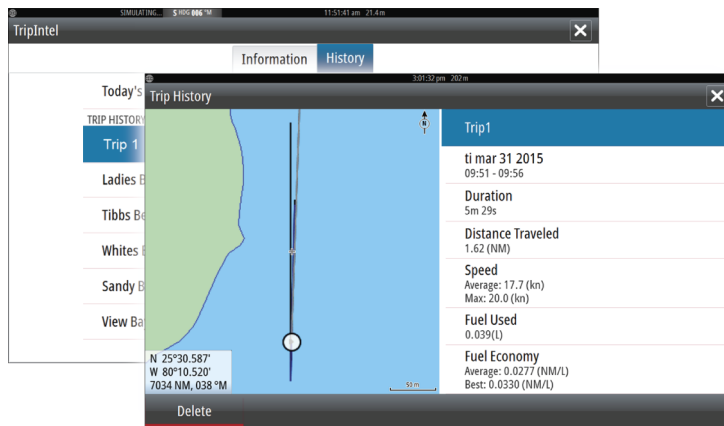 SIMULATING... S HDG 006 °M 11:51:41 am 21.4 m
TripIntel
Information History
Today's
TRIP HISTORY
Trip 1
Ladies B
Tibbs Be
Whites
Sandy B
View Ba
3:01:32 pm 202 m
Trip History
N
T
Trip1
ti mar 31 2015
09:51 - 09:56
Duration
5m 29s
Distance Traveled
1.62 (NM)
Speed
Average: 17.7 (kn)
Max: 20.0 (kn)
Fuel Used
0.039(L)
Fuel Economy
Average: 0.0277 (NM/L)
Best: 0.0330 (NM/L)
N 25°30.587'
W 80°10.520'
7034 NM, 038 °M
50 m
Delete